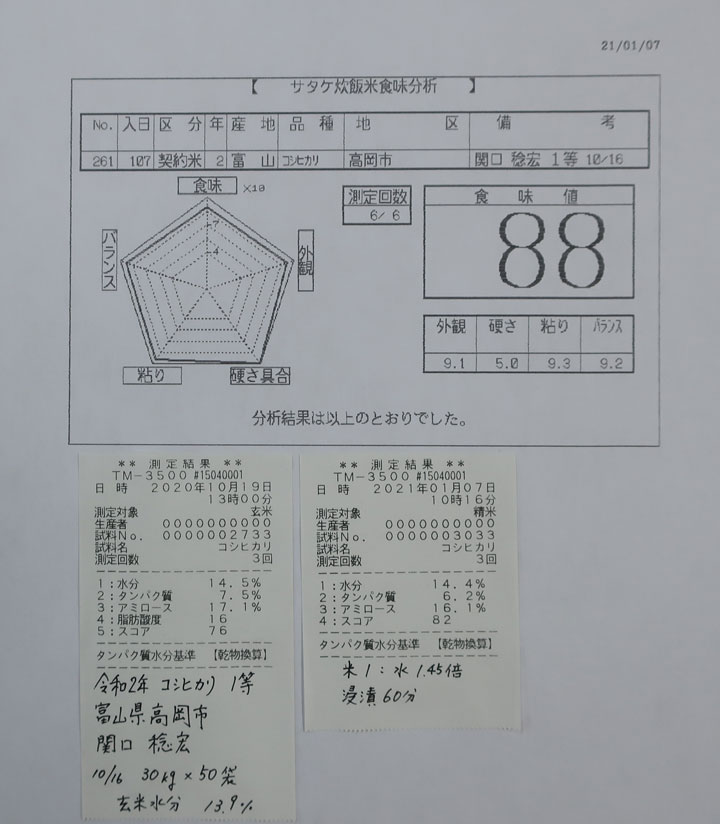 21/01/07
【 サタケ炊飯米食味分析 】
No. 入日 区分 年 産地 品種 地区 備考
261 107 契約米 2 富山 コシヒカリ 高岡市 関口 稔宏 1等 10/16
食味 ×10
7
4
外観
バランス
粘り
硬さ具合
測定回数
6/ 6
食味値
88
外観 硬さ 粘り バランス
9.1 5.0 9.3 9.2
分析結果は以上のとおりでした。
** 測定結果 **
TM-3500 #15040001
日 時 2020年10月19日
13時00分
測定対象 玄米
生産者 0000000000
試料No. 0000002733
試料名 コシヒカリ
測定回数 3回
1:水分 14.5%
2:タンパク質 7.5%
3:アミロース 17.1%
4:脂肪酸度 16
5:スコア 76
タンパク質水分基準 【乾物換算】
令和2年 コシヒカリ 1等
富山県高岡市
関口 稔宏
10/16 30kg×50袋
玄米水分 13.9%
** 測定結果 **
TM-3500 #15040001
日 時 2021年01月07日
10時16分
測定対象 精米
生産者 0000000000
試料No. 0000003033
試料名 コシヒカリ
測定回数 3回
1:水分 14.4%
2:タンパク質 6.2%
3:アミロース 16.1%
4:スコア 82
タンパク質水分基準 【乾物換算】
米1:水1.45倍
浸漬60分